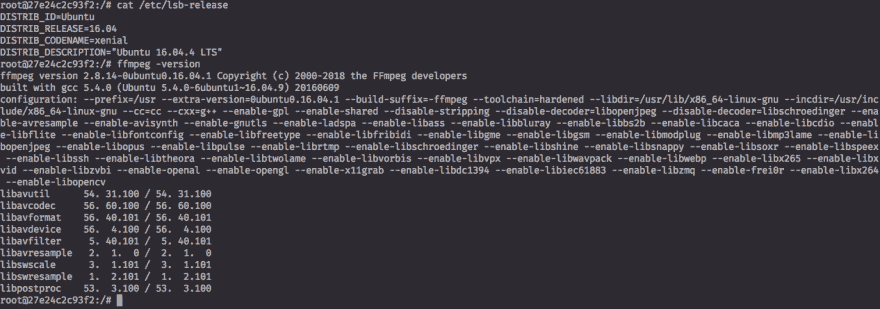 root@27e24c2c93f2:/# cat /etc/lsb-release
DISTRIB_ID=Ubuntu
DISTRIB_RELEASE=16.04
DISTRIB_CODENAME=xenial
DISTRIB_DESCRIPTION="Ubuntu 16.04.4 LTS"
root@27e24c2c93f2:/# ffmpeg -version
ffmpeg version 2.8.14-0ubuntu0.16.04.1 Copyright (c) 2000-2018 the FFmpeg developers
built with gcc 5.4.0 (Ubuntu 5.4.0-6ubuntu1~16.04.9) 20160609
configuration: --prefix=/usr --extra-version=0ubuntu0.16.04.1 --build-suffix=-ffmpeg --toolchain=hardened --libdir=/usr/lib/x86_64-linux-gnu --incdir=/usr/inc
lude/x86_64-linux-gnu --cc=cc --cxx=g++ --enable-gpl --enable-shared --disable-stripping --disable-decoder=libopenjpeg --disable-decoder=libschroedinger --ena
ble-avresample --enable-avisynth --enable-gnutls --enable-ladspa --enable-libass --enable-libbluray --enable-libbs2b --enable-libcaca --enable-libcdio --enab
le-libflite --enable-libfontconfig --enable-libfreetype --enable-libfribidi --enable-libgme --enable-libgsm --enable-libmodplug --enable-libmp3lame --enable-li
bopenjpeg --enable-libopus --enable-libpulse --enable-librtmp --enable-libschroedinger --enable-libshine --enable-libsnappy --enable-libsoxr --enable-libspeex
--enable-libssh --enable-libtheora --enable-libtwolame --enable-libvorbis --enable-libvpx --enable-libwavpack --enable-libwebp --enable-libx265 --enable-libx
vid --enable-libzvbi --enable-openal --enable-opengl --enable-x11grab --enable-libdc1394 --enable-libiec61883 --enable-libzmq --enable-frei0r --enable-libx264
--enable-libopencv
libavutil 54. 31.100 / 54. 31.100
libavcodec 56. 60.100 / 56. 60.100
libavformat 56. 40.101 / 56. 40.101
libavdevice 56. 4.100 / 56. 4.100
libavfilter 5. 40.101 / 5. 40.101
libavresample 2. 1. 0 / 2. 1. 0
libswscale 3. 1.101 / 3. 1.101
libswresample 1. 2.101 / 1. 2.101
libpostproc 53. 3.100 / 53. 3.100
root@27e24c2c93f2:/#